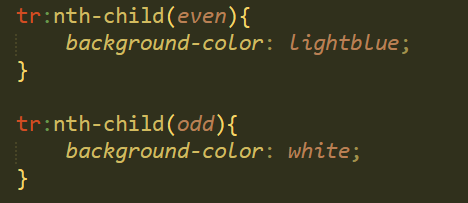 tr:nth-child(even){
background-color: lightblue;
}
tr:nth-child(odd){
background-color: white;
}